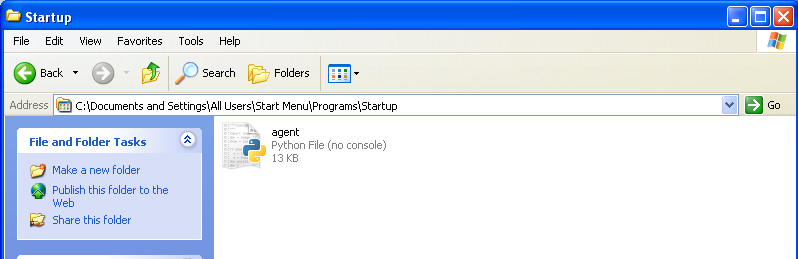 Startup
File Edit View Favorites Tools Help
Back Search Folders
Address C:\Documents and Settings\All Users\Start Menu\Programs\Startup Go
File and Folder Tasks
Make a new folder
Publish this folder to the
Web
Share this folder
agent
Python File (no console)
13 KB